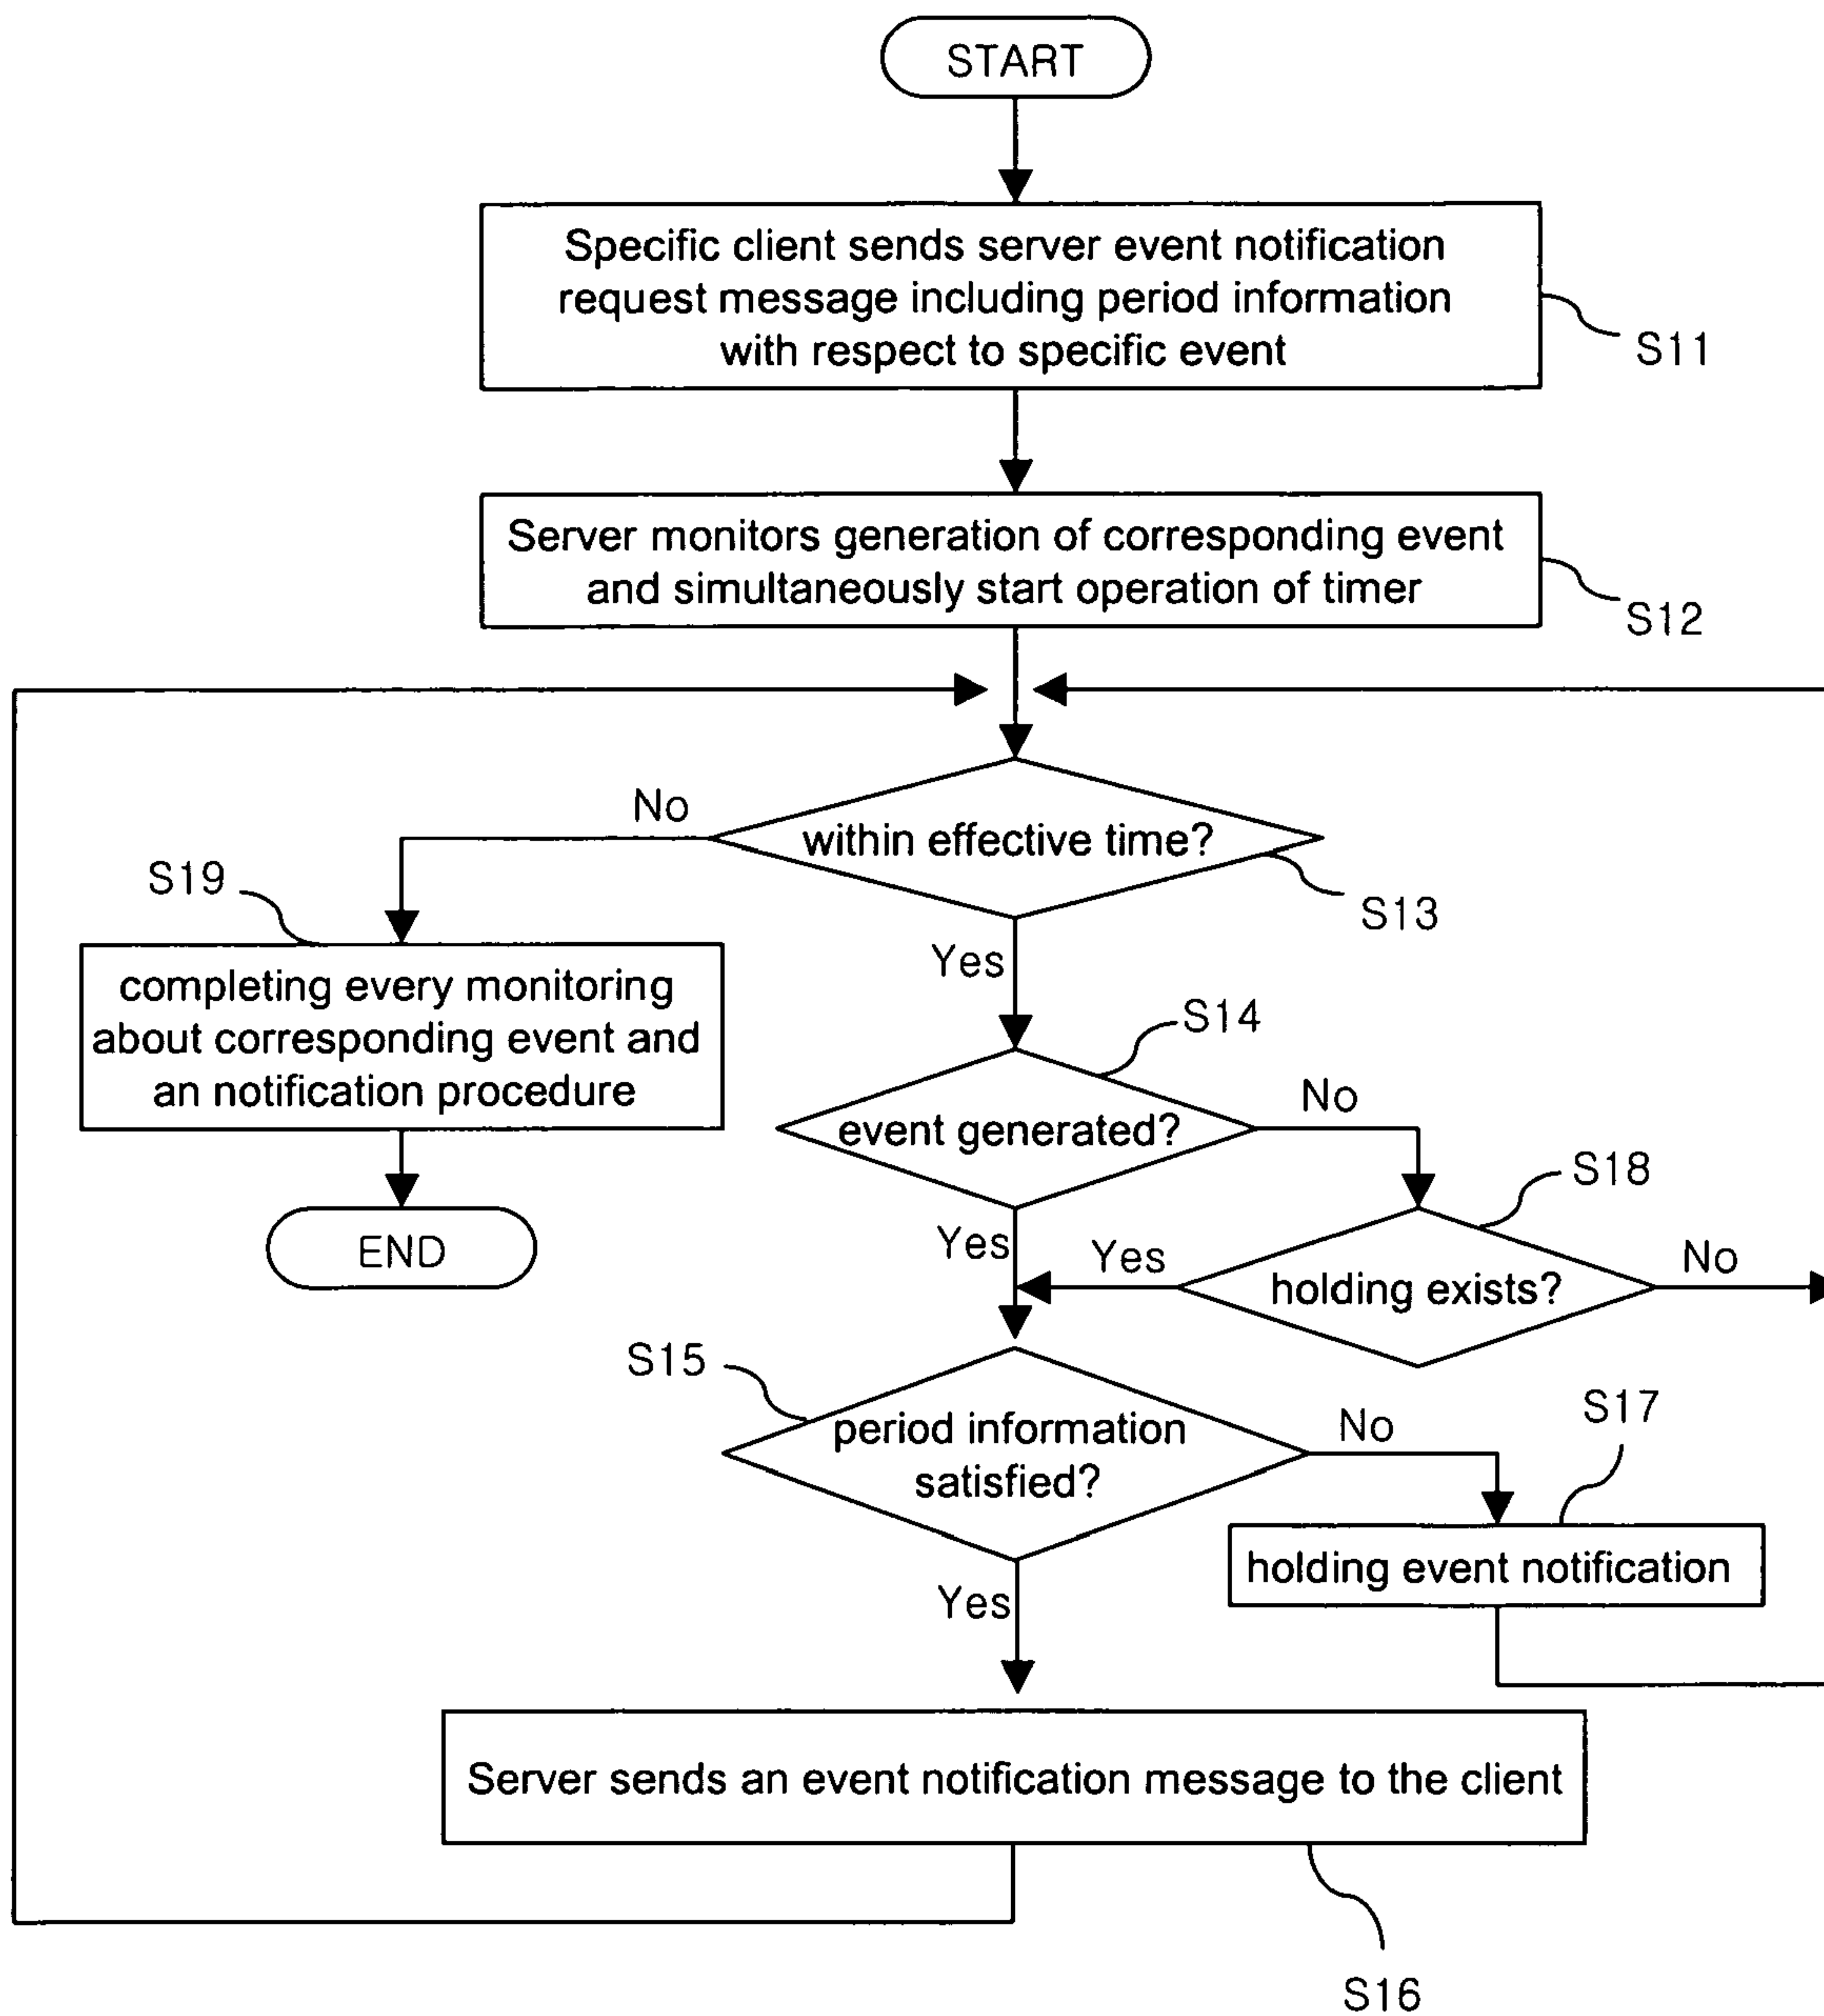 START
Specific client sends server event notification
request message including period information
with respect to specific event
S11
Server monitors generation of corresponding event
and simultaneously start operation of timer
S12
No
within effective time?
S13
S19
Yes
completing every monitoring
about corresponding event and
an notification procedure
S14
event generated?
No
S18
END
Yes
Yes
holding exists?
No
S15
period information
satisfied?
No
S17
holding event notification
Yes
Server sends an event notification message to the client
S16